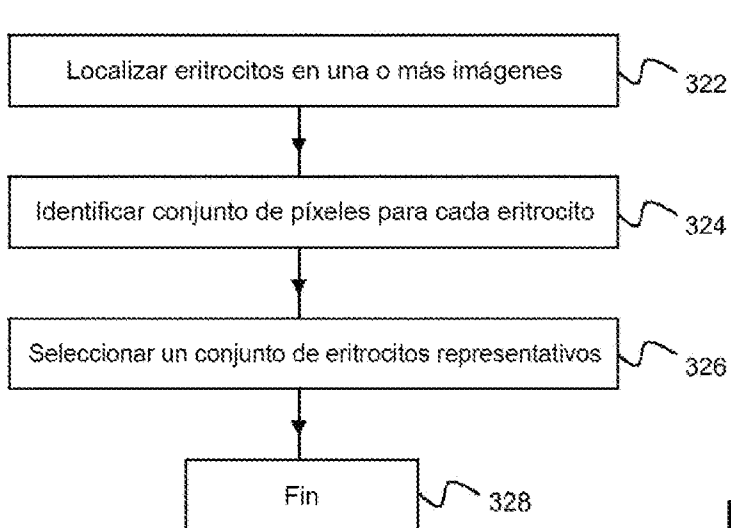 Localizar eritrocitos en una o más imágenes
322
Identificar conjunto de píxeles para cada eritrocito
324
Seleccionar un conjunto de eritrocitos representativos
326
Fin
328